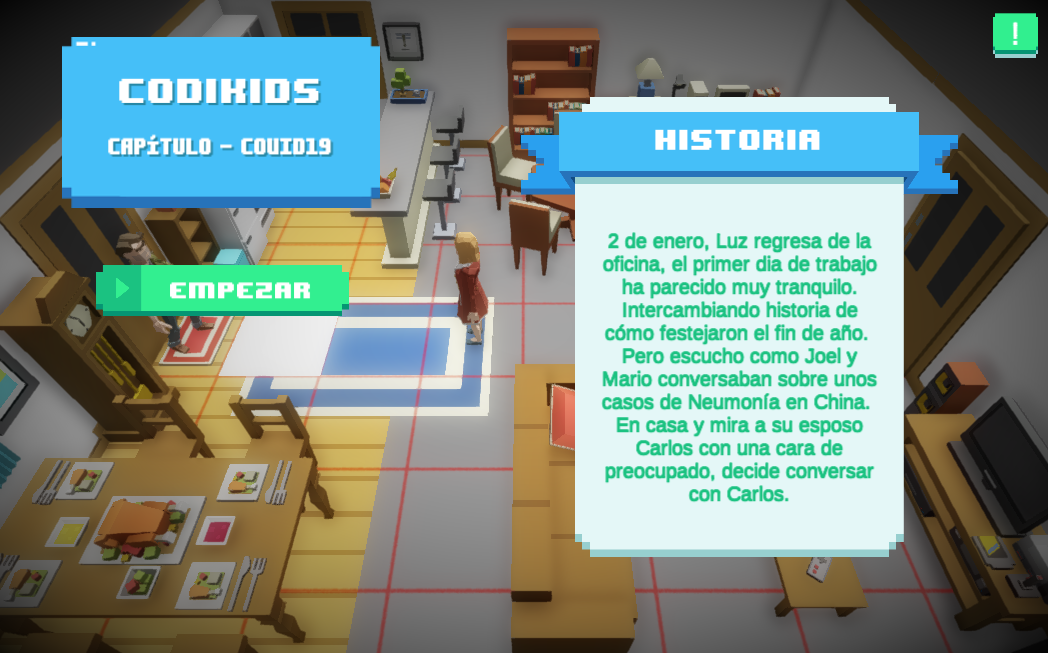 CODIKIDS
CAPÍTULO - COVID19
EMPEZAR
!
HISTORIA
2 de enero, Luz regresa de la
oficina, el primer dia de trabajo
ha parecido muy tranquilo.
Intercambiando historia de
cómo festejaron el fin de año.
Pero escucho como Joel y
Mario conversaban sobre unos
casos de Neumonía en China.
En casa y mira a su esposo
Carlos con una cara de
preocupado, decide conversar
con Carlos.